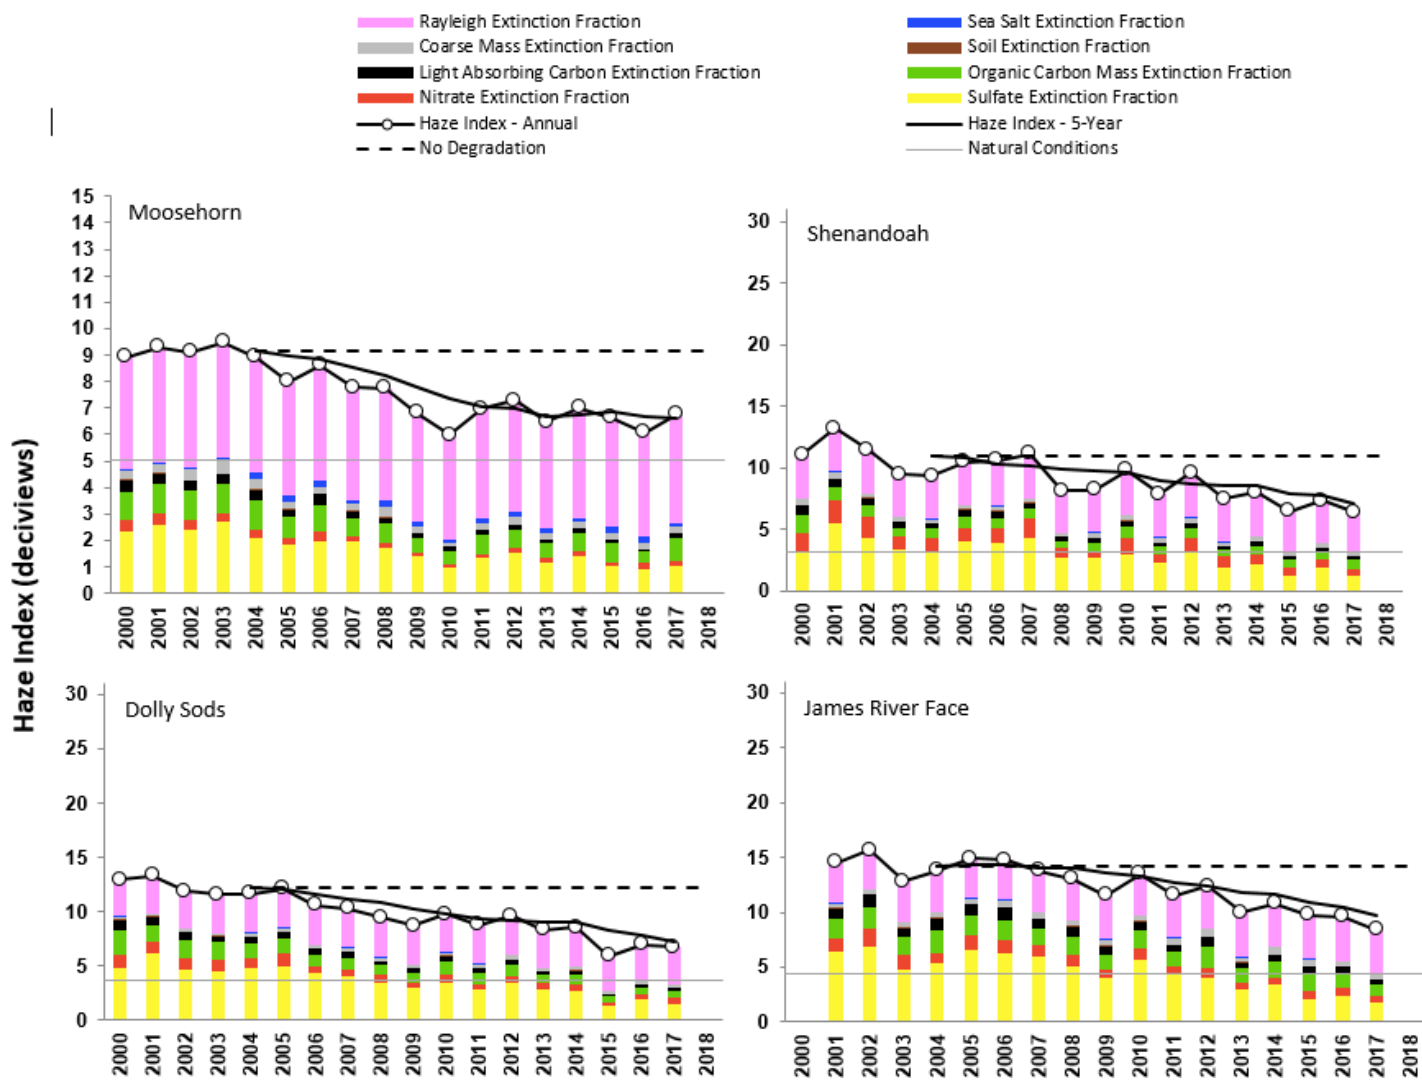 Rayleigh Extinction Fraction
Sea Salt Extinction Fraction
Coarse Mass Extinction Fraction
Soil Extinction Fraction
Light Absorbing Carbon Extinction Fraction
Organic Carbon Mass Extinction Fraction
Nitrate Extinction Fraction
Sulfate Extinction Fraction
Haze Index - Annual
Haze Index - 5-Year
No Degradation
Natural Conditions
Haze Index (deciviews)
Moosehorn
15
14
13
12
11
10
9
8
7
6
5
4
3
2
1
0
2000 2001 2002 2003 2004 2005 2006 2007 2008 2009 2010 2011 2012 2013 2014 2015 2016 2017 2018
Shenandoah
30
25
20
15
10
5
0
2000 2001 2002 2003 2004 2005 2006 2007 2008 2009 2010 2011 2012 2013 2014 2015 2016 2017 2018
Dolly Sods
30
25
20
15
10
5
0
2000 2001 2002 2003 2004 2005 2006 2007 2008 2009 2010 2011 2012 2013 2014 2015 2016 2017 2018
James River Face
30
25
20
15
10
5
0
2000 2001 2002 2003 2004 2005 2006 2007 2008 2009 2010 2011 2012 2013 2014 2015 2016 2017 2018